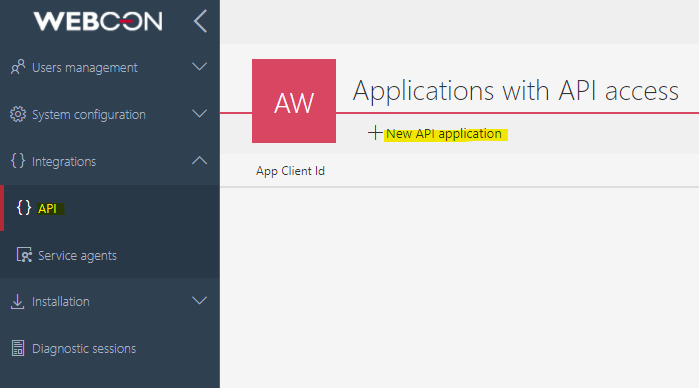 WEBCON
Users management
System configuration
{} Integrations
{} API
Service agents
Installation
Diagnostic sessions
AW
Applications with API access
+ New API application
App Client Id